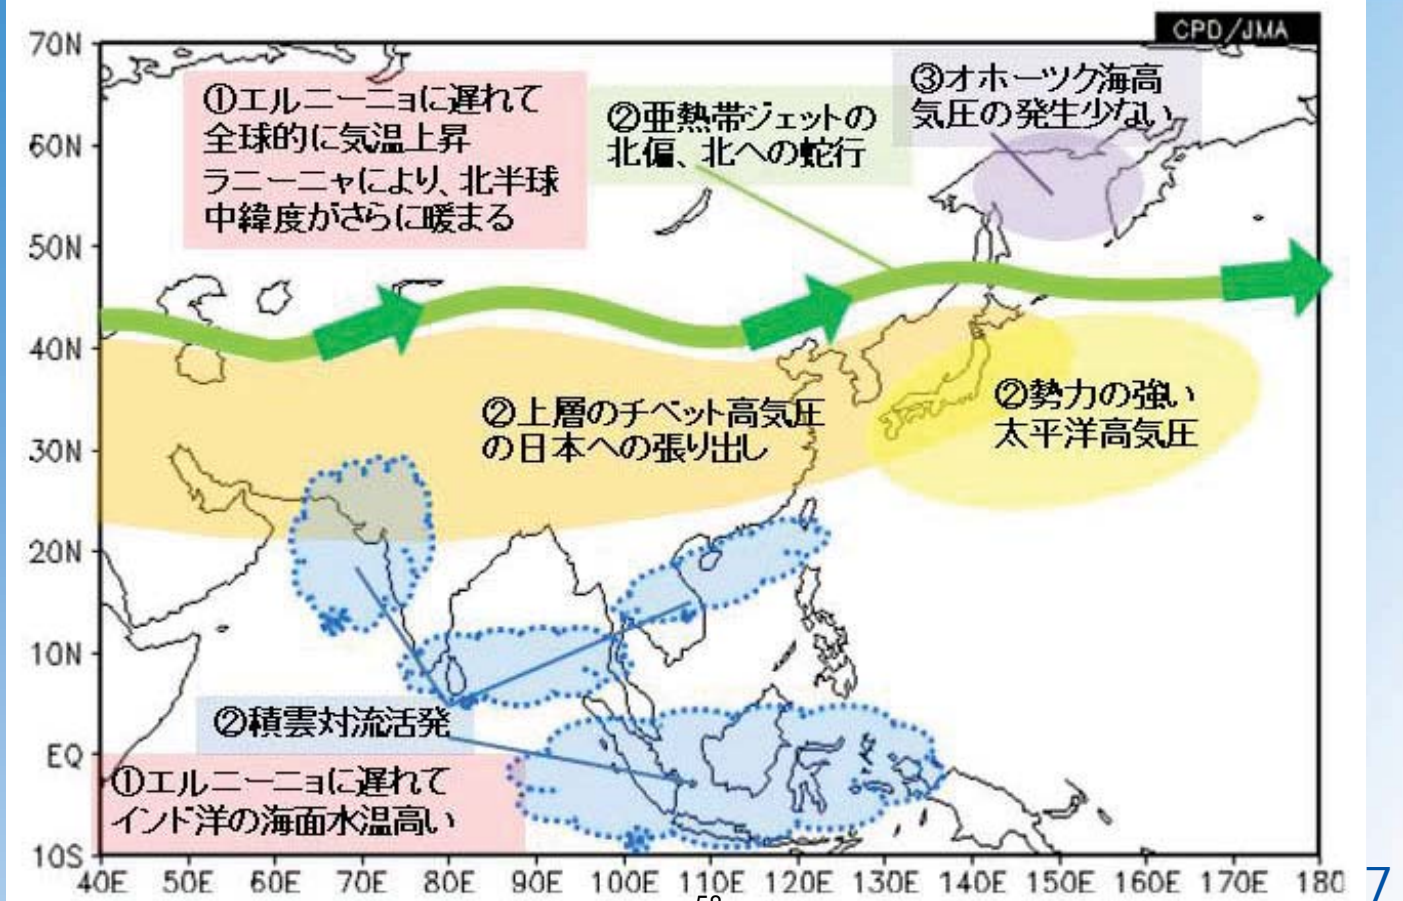 CPD/JMA
70N
60N
50N
40N
30N
20N
10N
EQ
10S
①エルニーニョに遅れて
全球的に気温上昇
ラニーニャにより、北半球
中緯度がさらに暖まる
②亜熱帯ジェットの
北偏、北への蛇行
③オホーツク海高
気圧の発生少ない
②上層のチベット高気圧
の日本への張り出し
②勢力の強い
太平洋高気圧
②積雲対流活発
①エルニーニョに遅れて
インド洋の海面水温高い
40E 50E 60E 70E 80E 90E 100E 110E 120E 130E 140E 150E 160E 170E 180
7